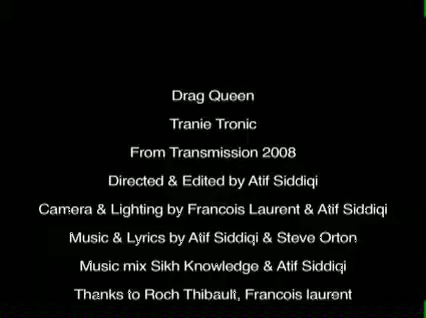 Drag Queen
Tranie Tronic
From Transmission 2008
Directed & Edited by Atif Siddiqi
Camera & Lighting by Francois Laurent & Atif Siddiqi
Music & Lyrics by Atif Siddiqi & Steve Orton
Music mix Sikh Knowledge & Atif Siddiqi
Thanks to Roch Thibault, Francois laurent